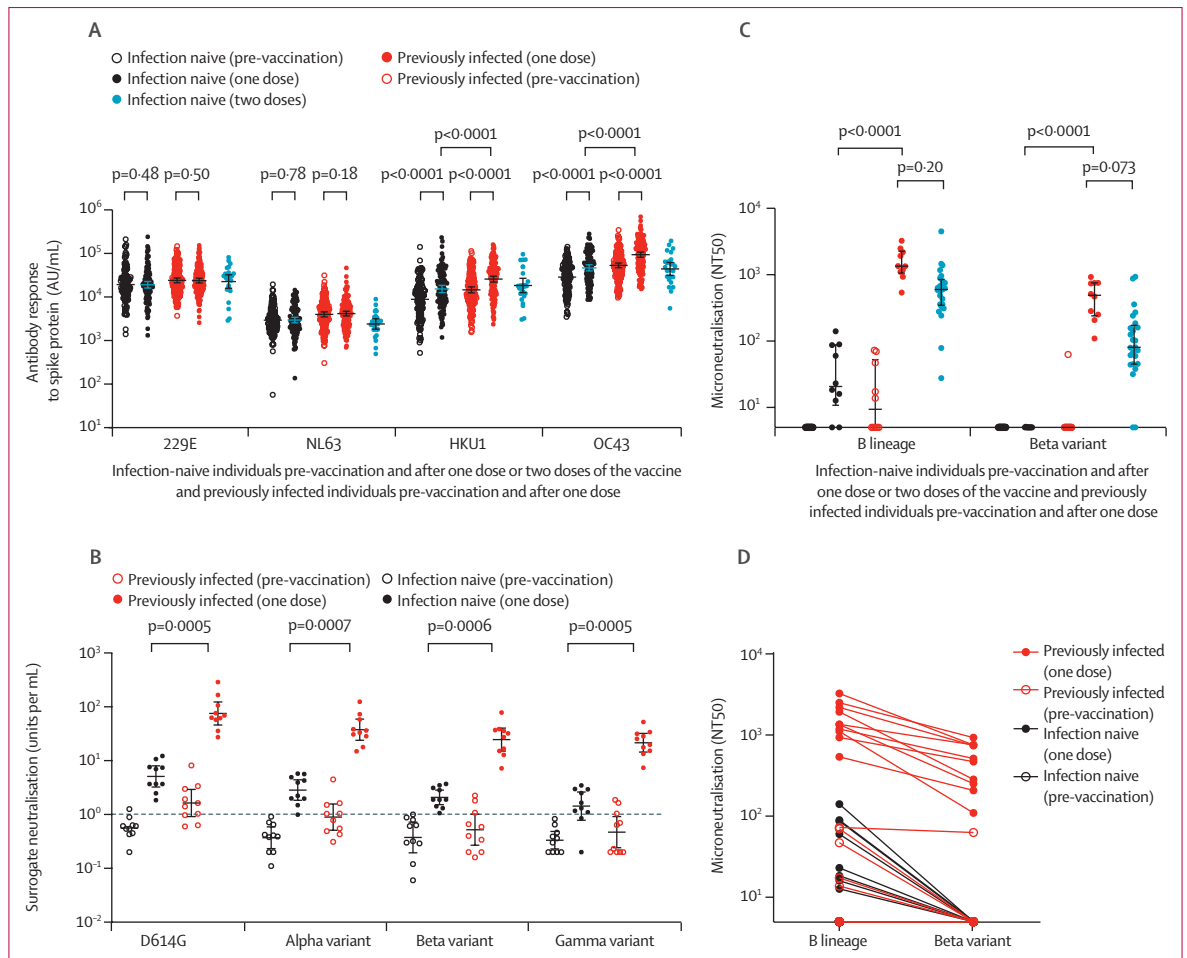 A
Infection naive (pre-vaccination)
Infection naive (one dose)
Infection naive (two doses)
Previously infected (one dose)
Previously infected (pre-vaccination)
p<0·0001 p<0·0001
p=0·48 p=0·50 p=0·78 p=0·18 p<0·0001 p<0·0001 p<0·0001 p<0·0001
Antibody response
to spike protein (AU/mL)
10⁶
10⁵
10⁴
10³
10²
10¹
229E NL63 HKU1 OC43
Infection-naive individuals pre-vaccination and after one dose or two doses of the vaccine
and previously infected individuals pre-vaccination and after one dose
C
p<0·0001 p<0·0001
p=0·20 p=0·073
Microneutralisation (NT50)
10⁴
10³
10²
10¹
B lineage Beta variant
Infection-naive individuals pre-vaccination and after
one dose or two doses of the vaccine and previously
infected individuals pre-vaccination and after one dose
B
Previously infected (pre-vaccination)
Previously infected (one dose)
Infection naive (pre-vaccination)
Infection naive (one dose)
p=0·0005 p=0·0007 p=0·0006 p=0·0005
Surrogate neutralisation (units per mL)
10³
10²
10¹
10⁰
10⁻¹
10⁻²
D614G Alpha variant Beta variant Gamma variant
D
Microneutralisation (NT50)
10⁴
10³
10²
10¹
B lineage Beta variant
Previously infected
(one dose)
Previously infected
(pre-vaccination)
Infection naive
(one dose)
Infection naive
(pre-vaccination)